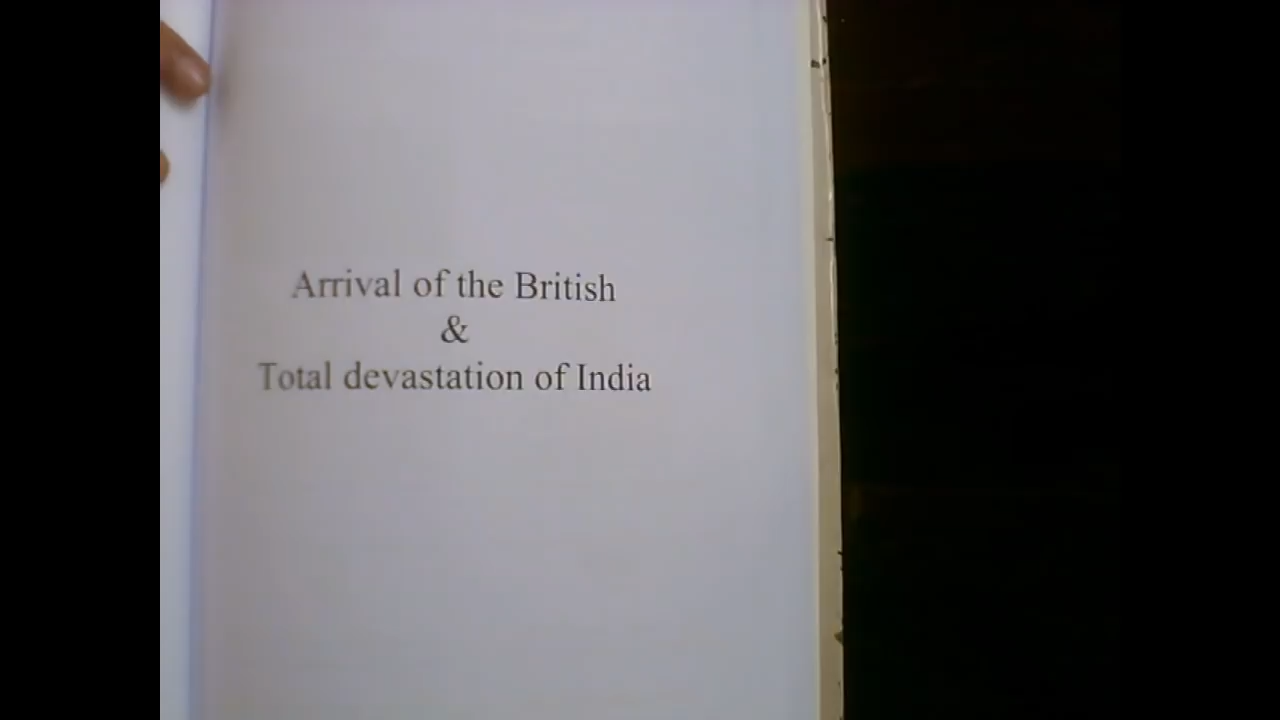 Arrival of the British
&
Total devastation of India